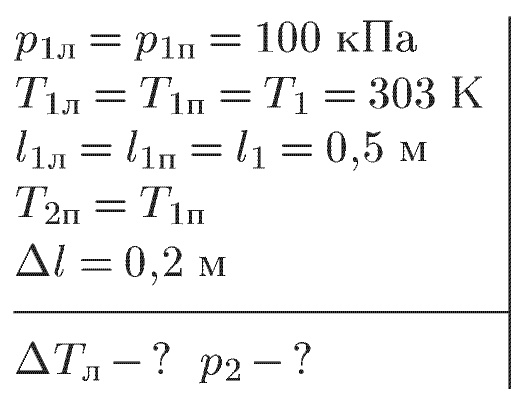 p₁л = p₁п = 100 кПа
T₁л = T₁п = T₁ = 303 К
l₁л = l₁п = l₁ = 0,5 м
T₂п = T₁п
Δl = 0,2 м
ΔTл − ? p₂ − ?